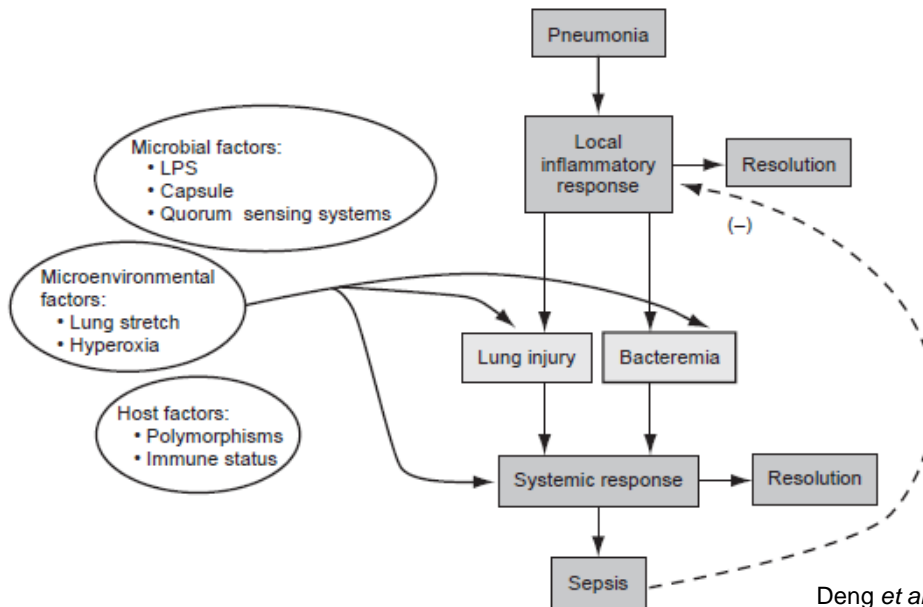 Pneumonia
Local
inflammatory
response
Resolution
(–)
Microbial factors:
• LPS
• Capsule
• Quorum sensing systems
Microenvironmental
factors:
• Lung stretch
• Hyperoxia
Host factors:
• Polymorphisms
• Immune status
Lung injury
Bacteremia
Systemic response
Resolution
Sepsis
Deng et al